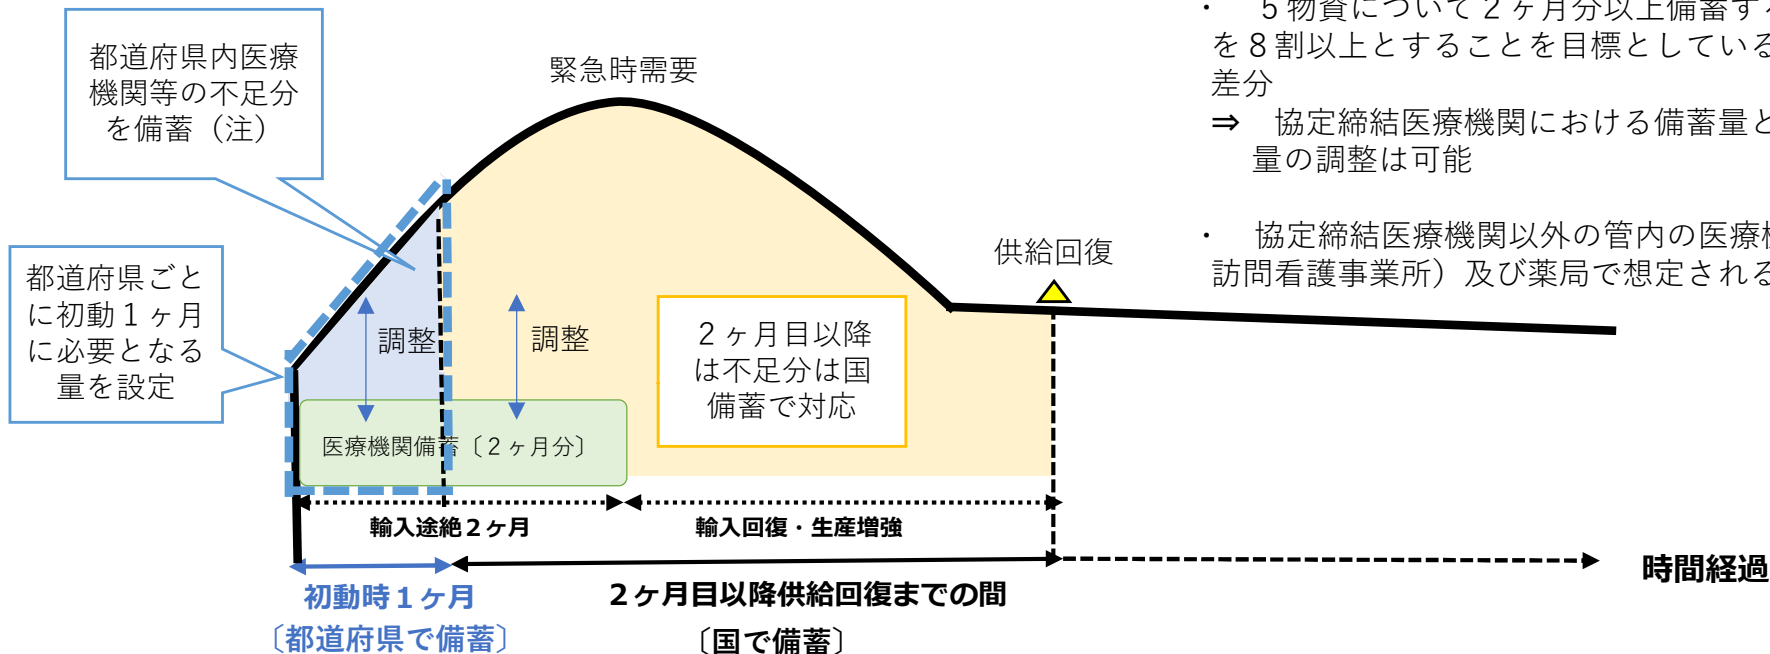 都道府県内医療
機関等の不足分
を備蓄（注）
緊急時需要
・　５物資について２ヶ月分以上備蓄す
を８割以上とすることを目標としている
差分
⇒　協定締結医療機関における備蓄量と
量の調整は可能
・　協定締結医療機関以外の管内の医療
訪問看護事業所）及び薬局で想定される
供給回復
都道府県ごと
に初動１ヶ月
に必要となる
量を設定
調整
調整
２ヶ月目以降
は不足分は国
備蓄で対応
医療機関備蓄〔２ヶ月分〕
輸入途絶２ヶ月
輸入回復・生産増強
時間経過
初動時１ヶ月
〔都道府県で備蓄〕
２ヶ月目以降供給回復までの間
〔国で備蓄〕